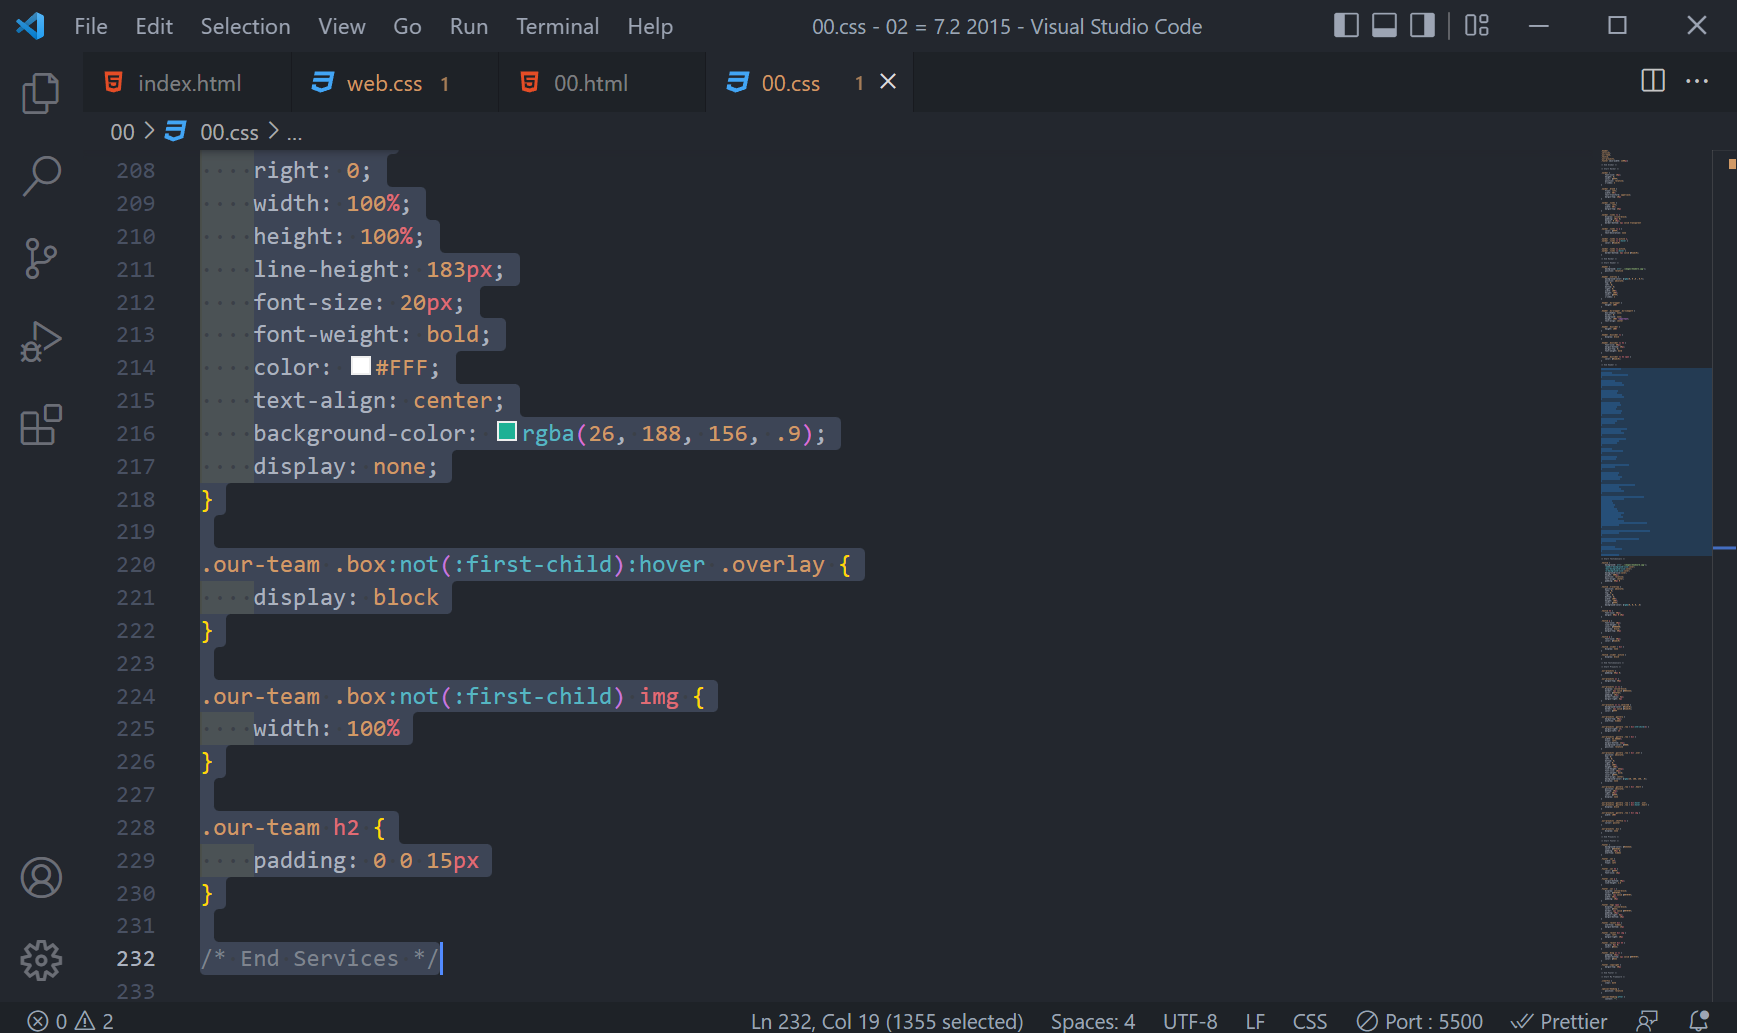 File Edit Selection View Go Run Terminal Help 00.css - 02 = 7.2 2015 - Visual Studio Code
index.html web.css 1 00.html 00.css 1
00 > 00.css > ...
208 right: 0;
209 width: 100%;
210 height: 100%;
211 line-height: 183px;
212 font-size: 20px;
213 font-weight: bold;
214 color: #FFF;
215 text-align: center;
216 background-color: rgba(26, 188, 156, .9);
217 display: none;
218 }
219
220 .our-team .box:not(:first-child):hover .overlay {
221 display: block
222 }
223
224 .our-team .box:not(:first-child) img {
225 width: 100%
226 }
227
228 .our-team h2 {
229 padding: 0 0 15px
230 }
231
232 /* End Services */
233
0 2 Ln 232, Col 19 (1355 selected) Spaces: 4 UTF-8 LF CSS Port : 5500 Prettier